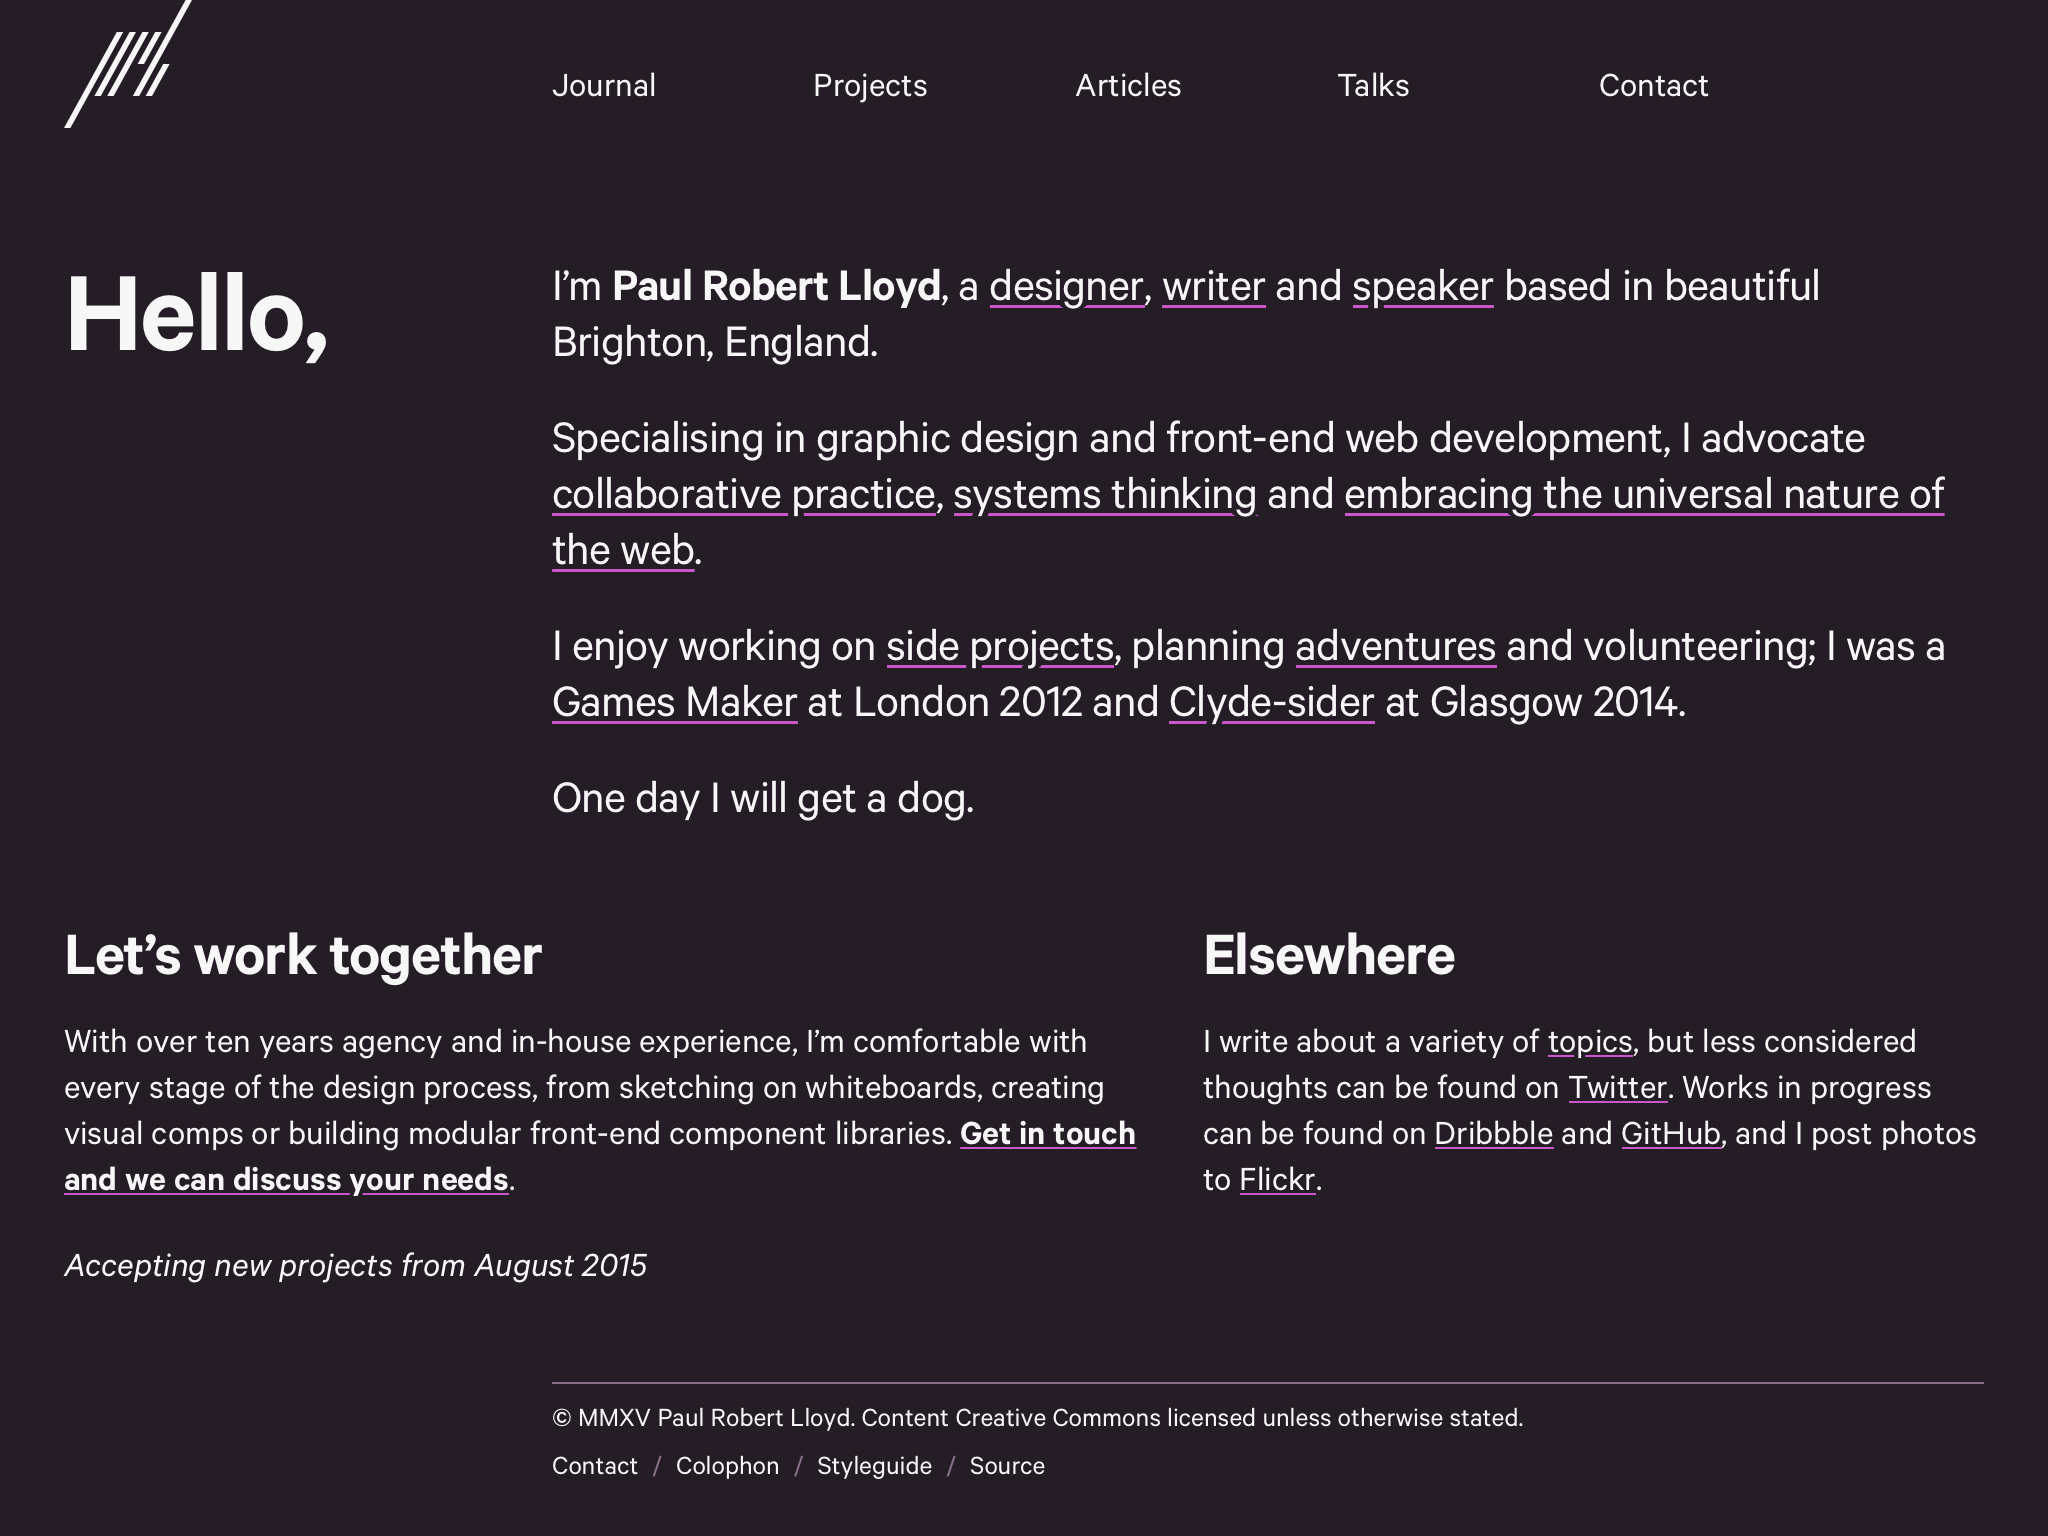 Journal
Projects
Articles
Talks
Contact
Hello,
I’m Paul Robert Lloyd, a designer, writer and speaker based in beautiful
Brighton, England.
Specialising in graphic design and front-end web development, I advocate
collaborative practice, systems thinking and embracing the universal nature of
the web.
I enjoy working on side projects, planning adventures and volunteering; I was a
Games Maker at London 2012 and Clyde-sider at Glasgow 2014.
One day I will get a dog.
Let’s work together
With over ten years agency and in-house experience, I’m comfortable with
every stage of the design process, from sketching on whiteboards, creating
visual comps or building modular front-end component libraries. Get in touch
and we can discuss your needs.
Accepting new projects from August 2015
Elsewhere
I write about a variety of topics, but less considered
thoughts can be found on Twitter. Works in progress
can be found on Dribbble and GitHub, and I post photos
to Flickr.
© MMXV Paul Robert Lloyd. Content Creative Commons licensed unless otherwise stated.
Contact / Colophon / Styleguide / Source